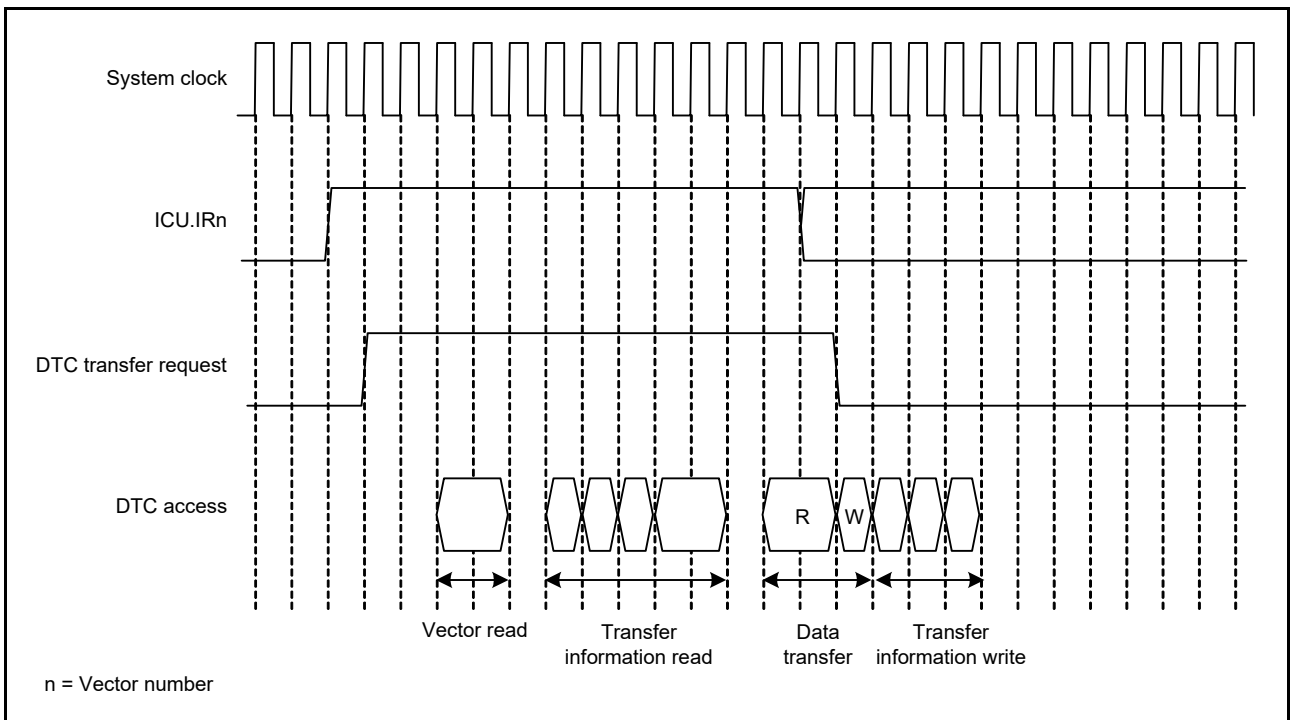 System clock
ICU.IRn
DTC transfer request
DTC access
R
W
Vector read
Transfer
information read
Data
transfer
Transfer
information write
n = Vector number